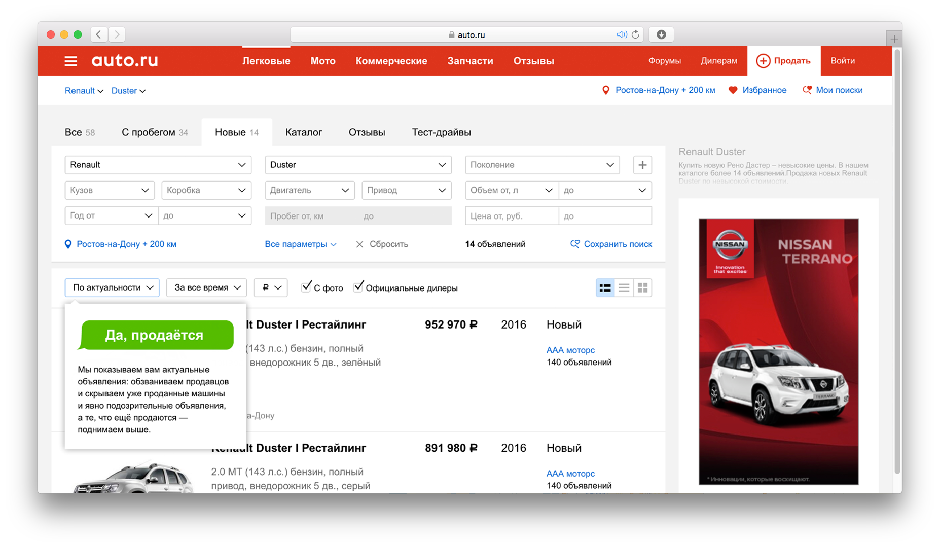 auto.ru
auto.ru
Легковые
Мото
Коммерческие
Запчасти
Отзывы
Форумы
Дилерам
Продать
Войти
Renault
Duster
Ростов-на-Дону + 200 км
Избранное
Мои поиски
Все 58
С пробегом 34
Новые 14
Каталог
Отзывы
Тест-драйвы
Renault
Duster
Поколение
Кузов
Коробка
Двигатель
Привод
Объем от, л
до
Год от
до
Пробег от, км
до
Цена от, руб.
до
Ростов-на-Дону + 200 км
Все параметры
Сбросить
14 объявлений
Сохранить поиск
По актуальности
За все время
₽
С фото
Официальные дилеры
Да, продаётся
Мы показываем вам актуальные
объявления: обзваниваем продавцов
и скрываем уже проданные машины
и явно подозрительные объявления,
а те, что ещё продаются —
поднимаем выше.
Duster I Рестайлинг
952 970 ₽
2016
Новый
(143 л.с.) бензин, полный
внедорожник 5 дв., зелёный
ААА моторс
140 объявлений
а-Дону
Renault Duster I Рестайлинг
891 980 ₽
2016
Новый
2.0 MT (143 л.с.) бензин, полный
привод, внедорожник 5 дв., серый
ААА моторс
140 объявлений
Renault Duster
Купить новую Рено Дастер – невысокие цены. В нашем
каталоге более 14 объявлений.Продажа новых Renault
Duster по невысокой стоимости.
NISSAN
Innovation
that excites
NISSAN
TERRANO
* Инновации, которые восхищают.